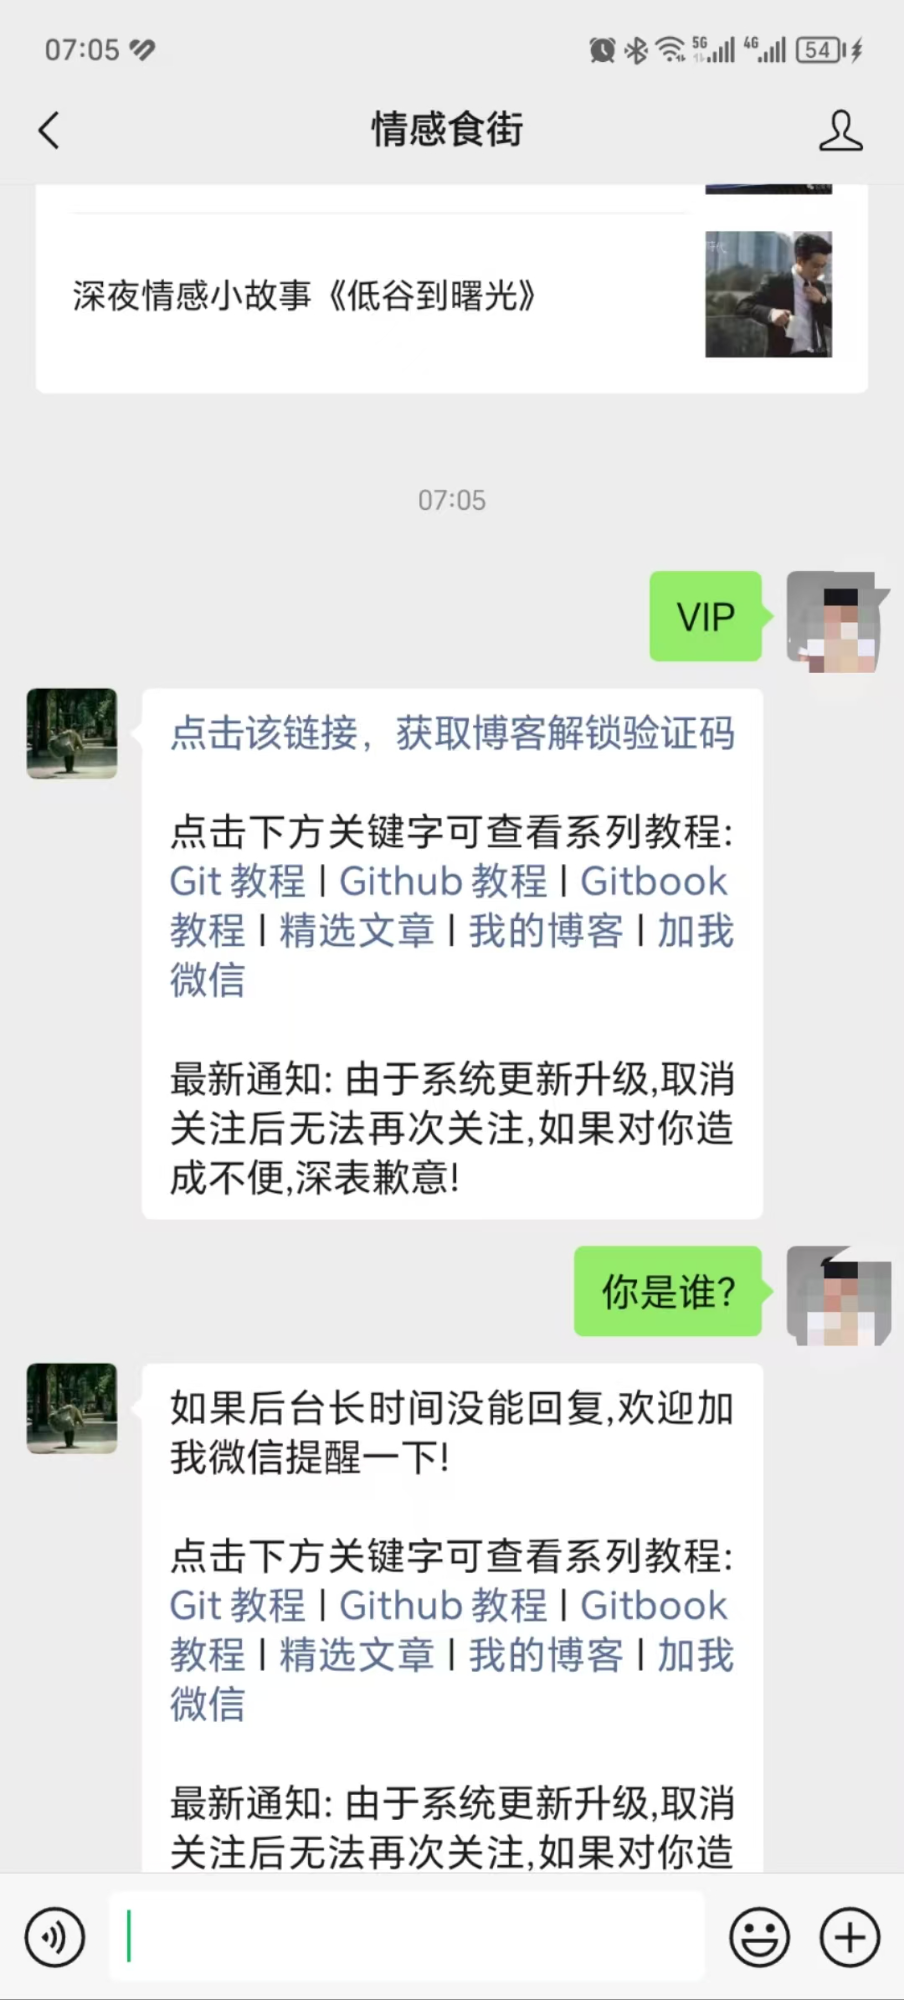 07:05
5G
4G
54
情感食街
深夜情感小故事《低谷到曙光》
07:05
VIP
点击该链接，获取博客解锁验证码
点击下方关键字可查看系列教程:
Git 教程 | Github 教程 | Gitbook
教程 | 精选文章 | 我的博客 | 加我
微信
最新通知: 由于系统更新升级,取消
关注后无法再次关注,如果对你造
成不便,深表歉意!
你是谁?
如果后台长时间没能回复,欢迎加
我微信提醒一下!
点击下方关键字可查看系列教程:
Git 教程 | Github 教程 | Gitbook
教程 | 精选文章 | 我的博客 | 加我
微信
最新通知: 由于系统更新升级,取消
关注后无法再次关注,如果对你造